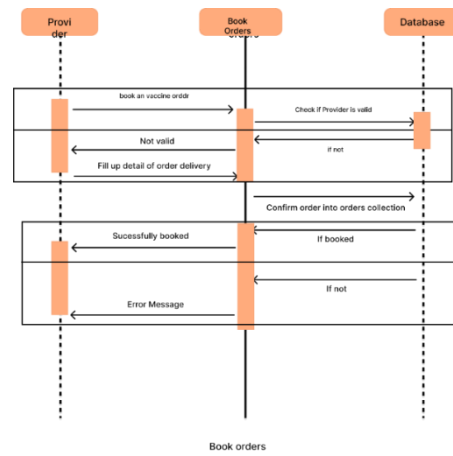 Provi
der
Book
Orders
orders
Database
book an vaccine orddr
Check if Provider is valid
Not valid
if not
Fill up detail of order delivery
Confirm order into orders collection
Sucessfully booked
If booked
If not
Error Message
Book orders